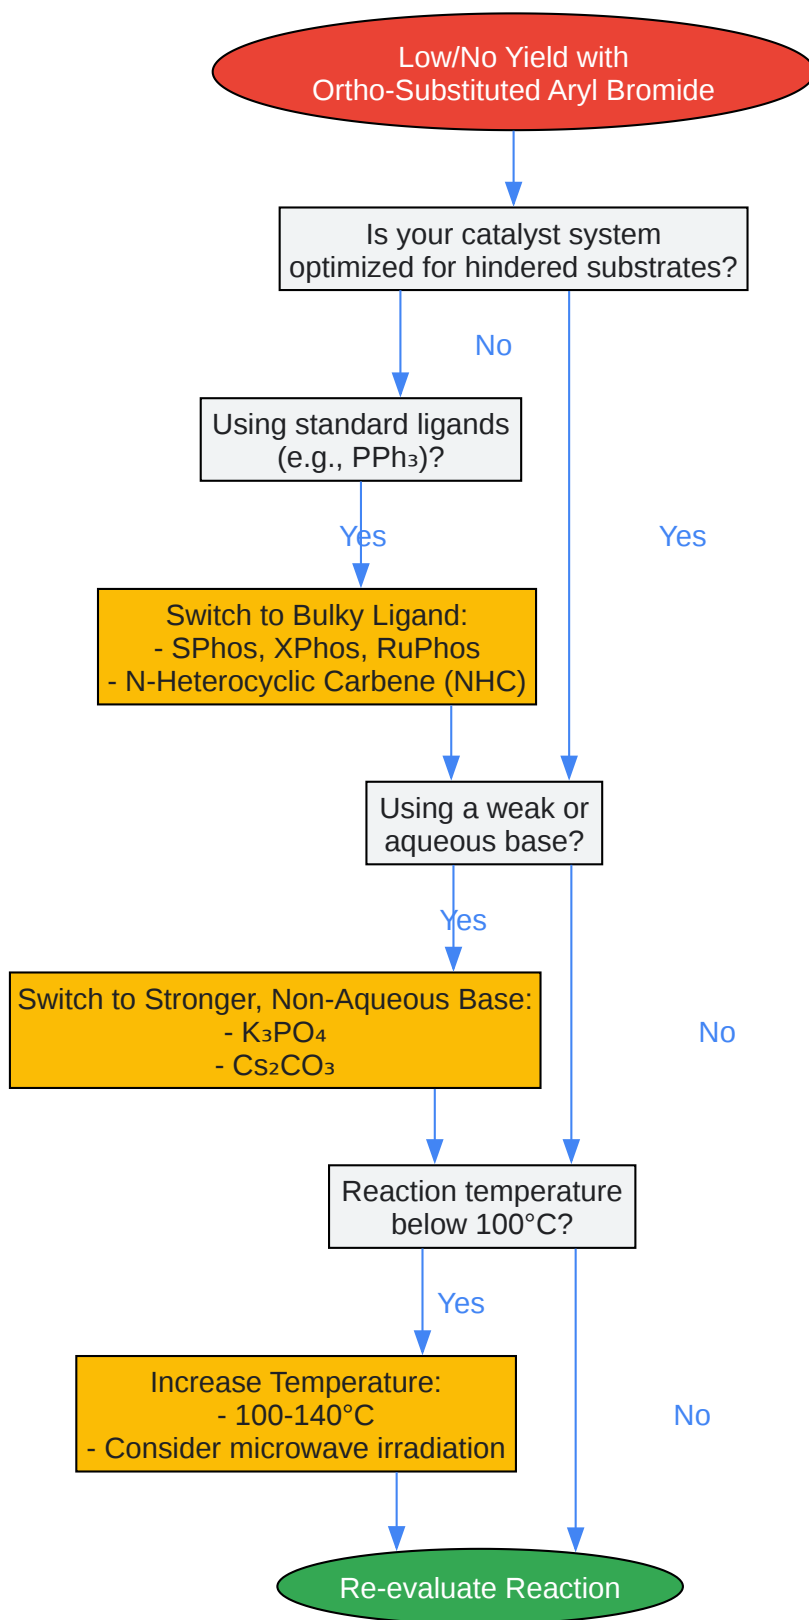 Low/No Yield with
Ortho-Substituted Aryl Bromide
Is your catalyst system
optimized for hindered substrates?
No
Using standard ligands
(e.g., PPh₃)?
Yes
Yes
Switch to Bulky Ligand:
- SPhos, XPhos, RuPhos
- N-Heterocyclic Carbene (NHC)
Using a weak or
aqueous base?
Yes
Switch to Stronger, Non-Aqueous Base:
- K₃PO₄
- Cs₂CO₃
No
Reaction temperature
below 100°C?
Yes
Increase Temperature:
- 100-140°C
- Consider microwave irradiation
No
Re-evaluate Reaction